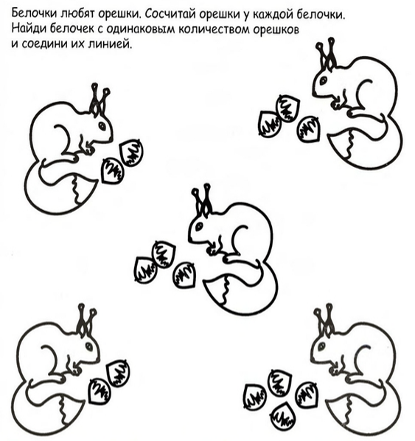 Белочки любят орешки. Сосчитай орешки у каждой белочки.
Найди белочек с одинаковым количеством орешков
и соедини их линией.